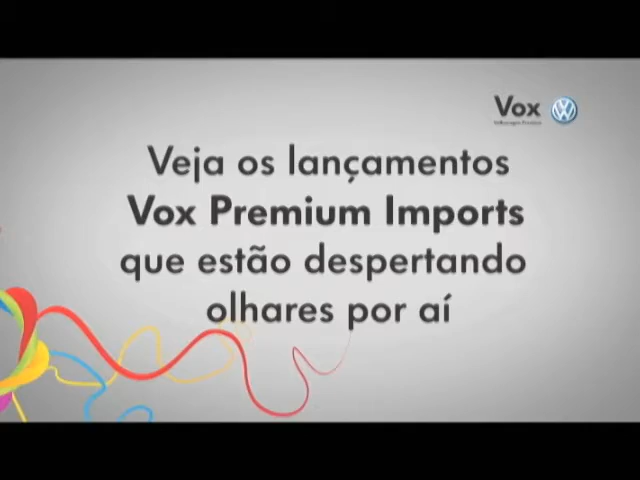 Vox
Veja os lançamentos
Vox Premium Imports
que estão despertando
olhares por aí